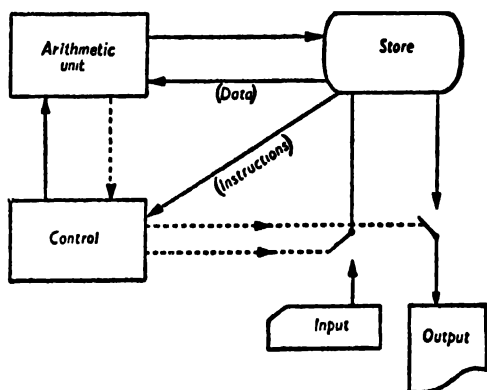 Arithmetic
unit
Store
(Data)
(Instructions)
Control
Input
Output